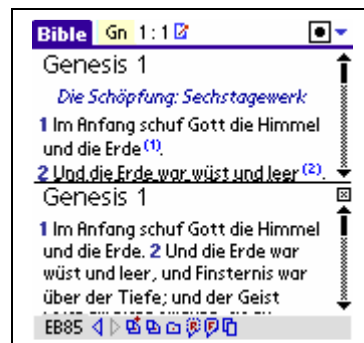 Bible Gn 1:1
Genesis 1
Die Schöpfung: Sechstagewerk
1 Im Anfang schuf Gott die Himmel
und die Erde (1).
2 Und die Erde war wüst und leer (2),
Genesis 1
1 Im Anfang schuf Gott die Himmel
und die Erde. 2 Und die Erde war
wüst und leer, und Finsternis war
über der Tiefe; und der Geist
EB85